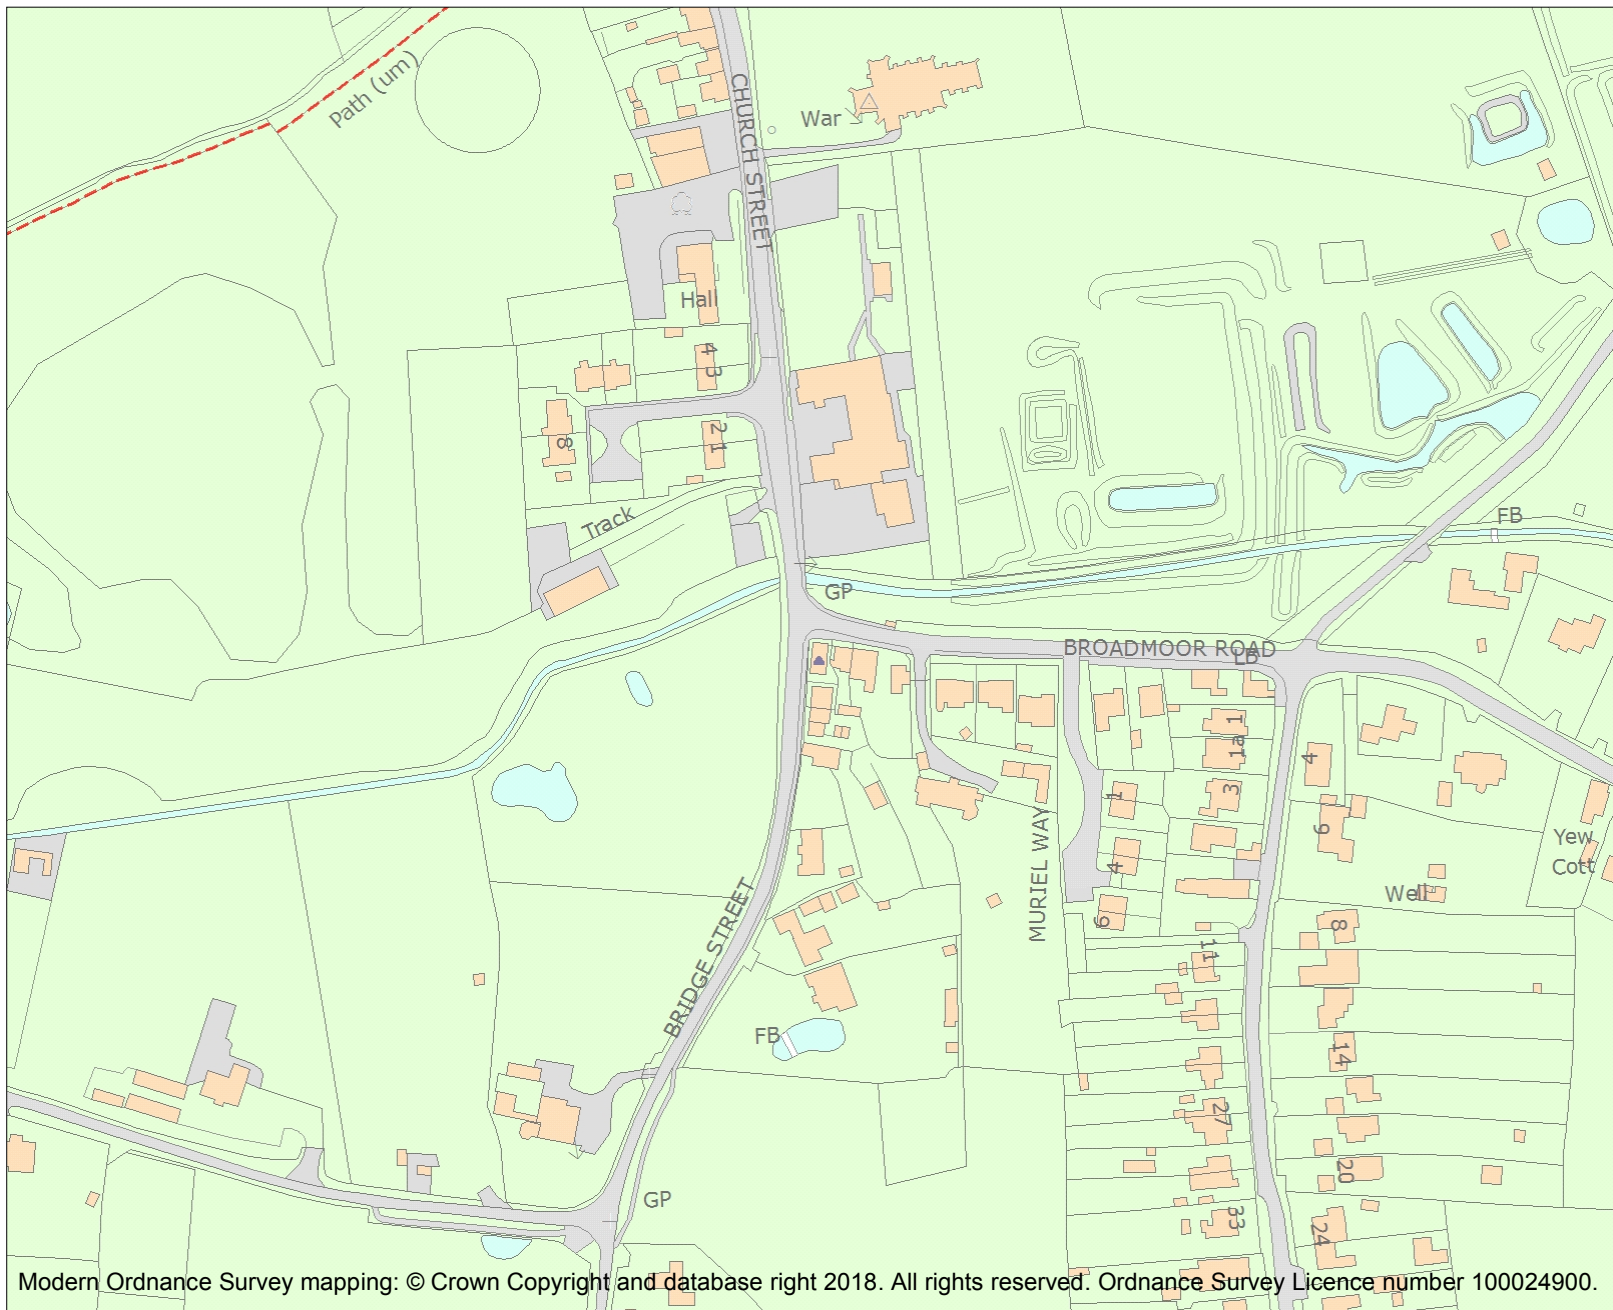 Path (um)
CHURCH STREET
War
Hall
4
3
2
1
8
Track
FB
GP
BROADMOOR ROAD
LB
1
1a
3
4
6
1
4
6
MURIEL WAY
Yew
Cott
Well
8
11
BRIDGE STREET
FB
14
27
20
33
24
GP
Modern Ordnance Survey mapping: © Crown Copyright and database right 2018. All rights reserved. Ordnance Survey Licence number 100024900.